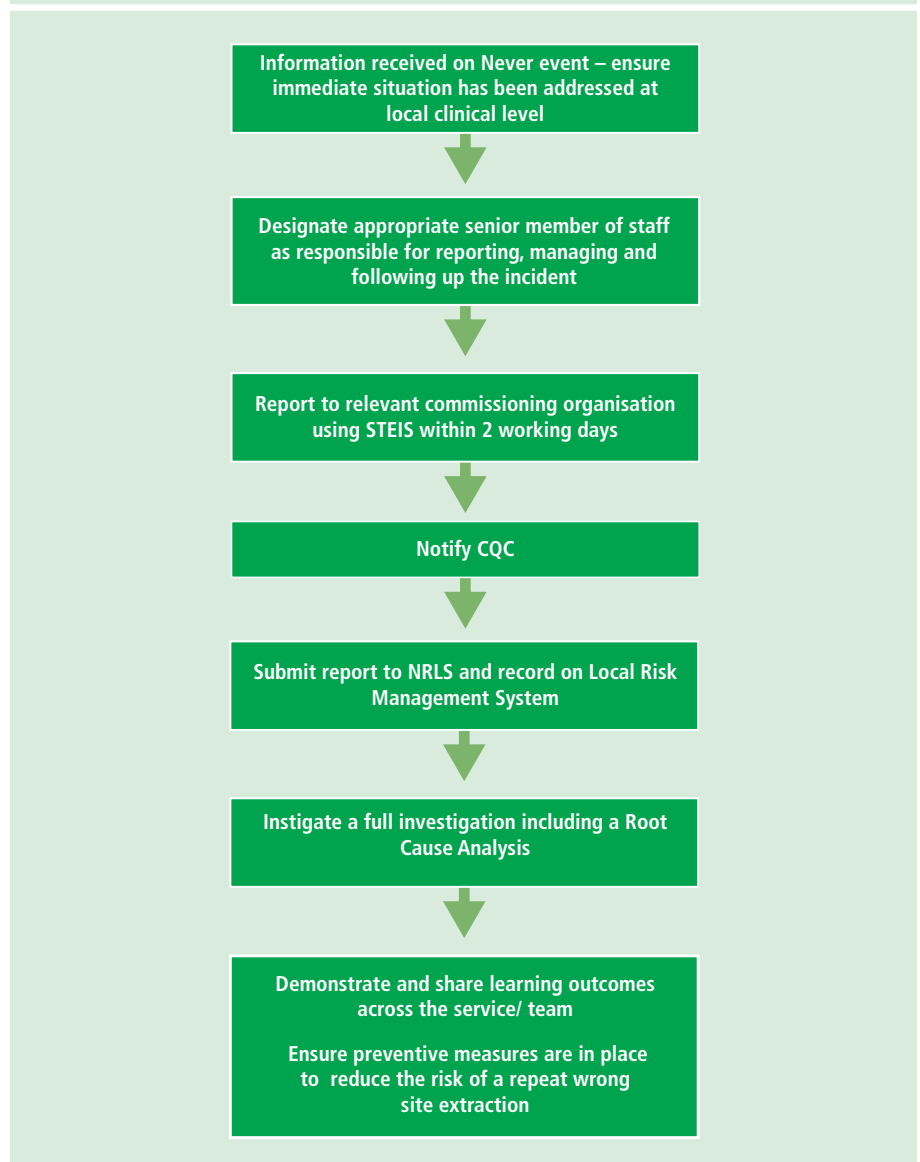 Information received on Never event – ensure
immediate situation has been addressed at
local clinical level
Designate appropriate senior member of staff
as responsible for reporting, managing and
following up the incident
Report to relevant commissioning organisation
using STEIS within 2 working days
Notify CQC
Submit report to NRLS and record on Local Risk
Management System
Instigate a full investigation including a Root
Cause Analysis
Demonstrate and share learning outcomes
across the service/ team
Ensure preventive measures are in place
to reduce the risk of a repeat wrong
site extraction